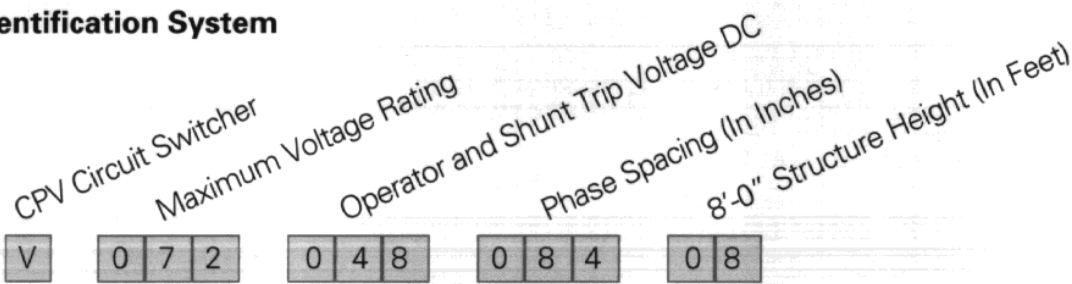 entification System
CPV Circuit Switcher
Maximum Voltage Rating
Operator and Shunt Trip Voltage DC
Phase Spacing (In Inches)
8'-0" Structure Height (In Feet)
V 0 7 2 0 4 8 0 8 4 0 8